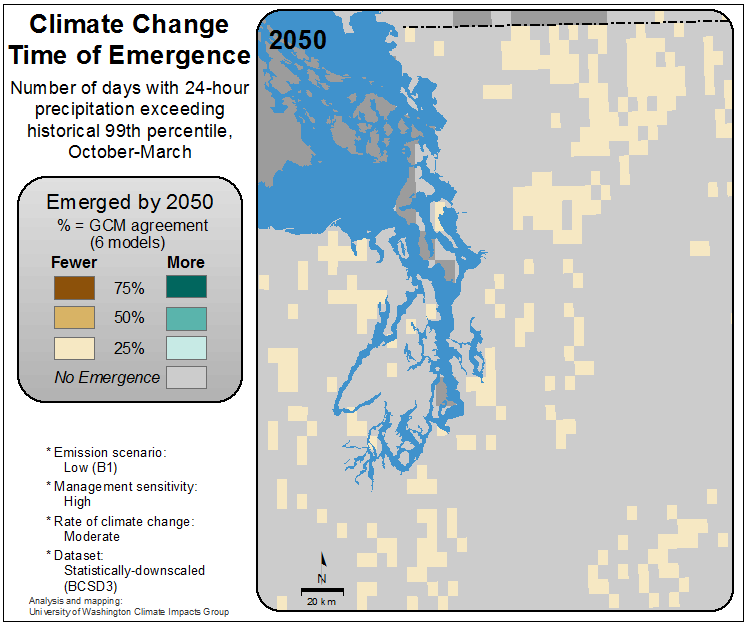 Climate Change
Time of Emergence
Number of days with 24-hour
precipitation exceeding
historical 99th percentile,
October-March
2050
Emerged by 2050
% = GCM agreement
(6 models)
Fewer More
75%
50%
25%
No Emergence
* Emission scenario:
Low (B1)
* Management sensitivity:
High
* Rate of climate change:
Moderate
* Dataset:
Statistically-downscaled
(BCSD3)
Analysis and mapping:
University of Washington Climate Impacts Group
N
20 km